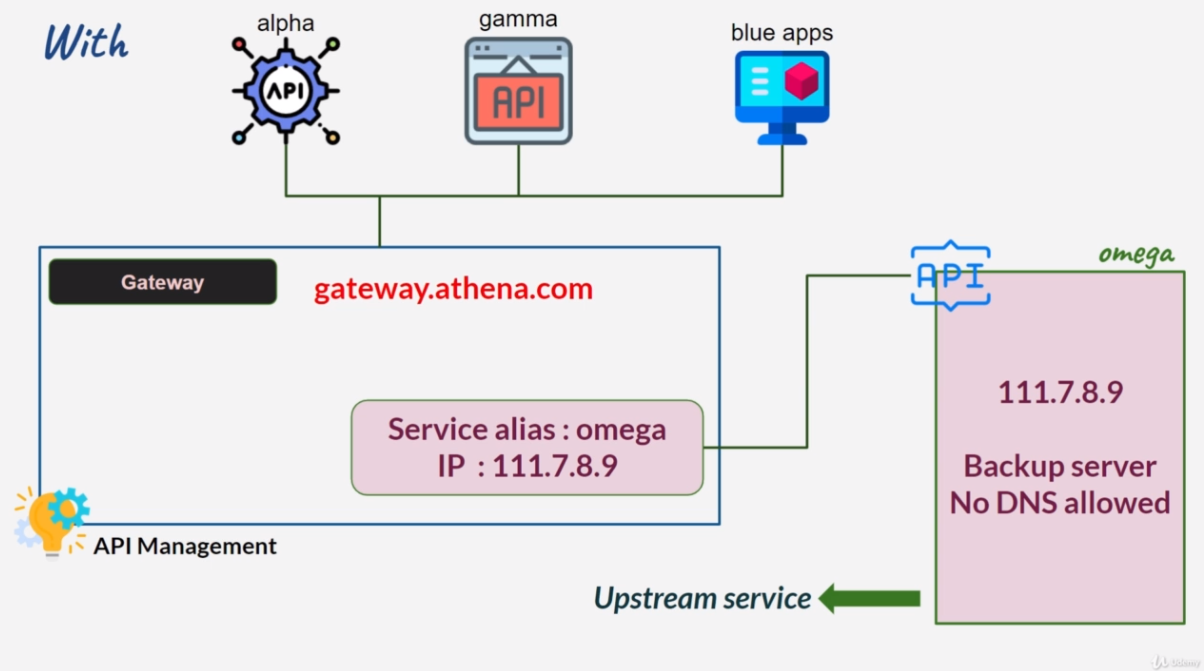 With
alpha
gamma
blue apps
API
API
Gateway
gateway.athena.com
omega
API
Service alias : omega
IP : 111.7.8.9
111.7.8.9
Backup server
No DNS allowed
API Management
Upstream service
Udemy